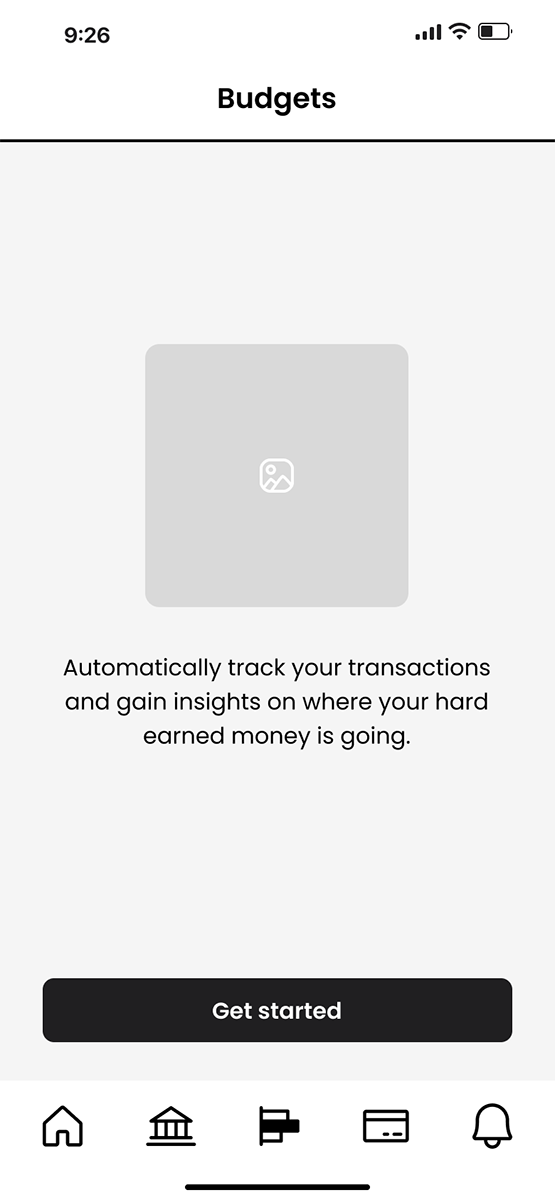 9:26
Budgets
Automatically track your transactions
and gain insights on where your hard
earned money is going.
Get started